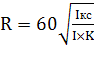 R = 60√(Iкс / I×K)